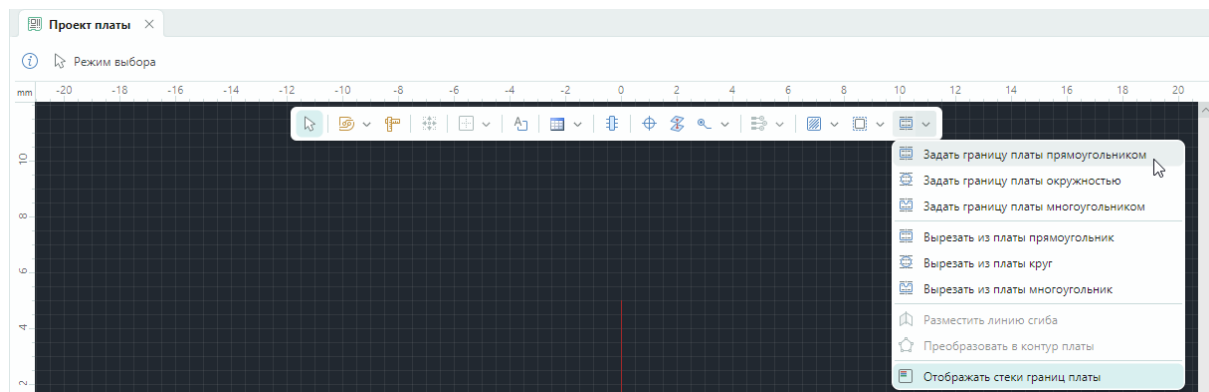 Проект платы
Режим выбора
mm -20 -18 -16 -14 -12 -10 -8 -6 -4 -2 0 2 4 6 8 10 12 14 16 18 20
10
8
6
4
2
Задать границу платы прямоугольником
Задать границу платы окружностью
Задать границу платы многоугольником
Вырезать из платы прямоугольник
Вырезать из платы круг
Вырезать из платы многоугольник
Разместить линию сгиба
Преобразовать в контур платы
Отображать стеки границ платы